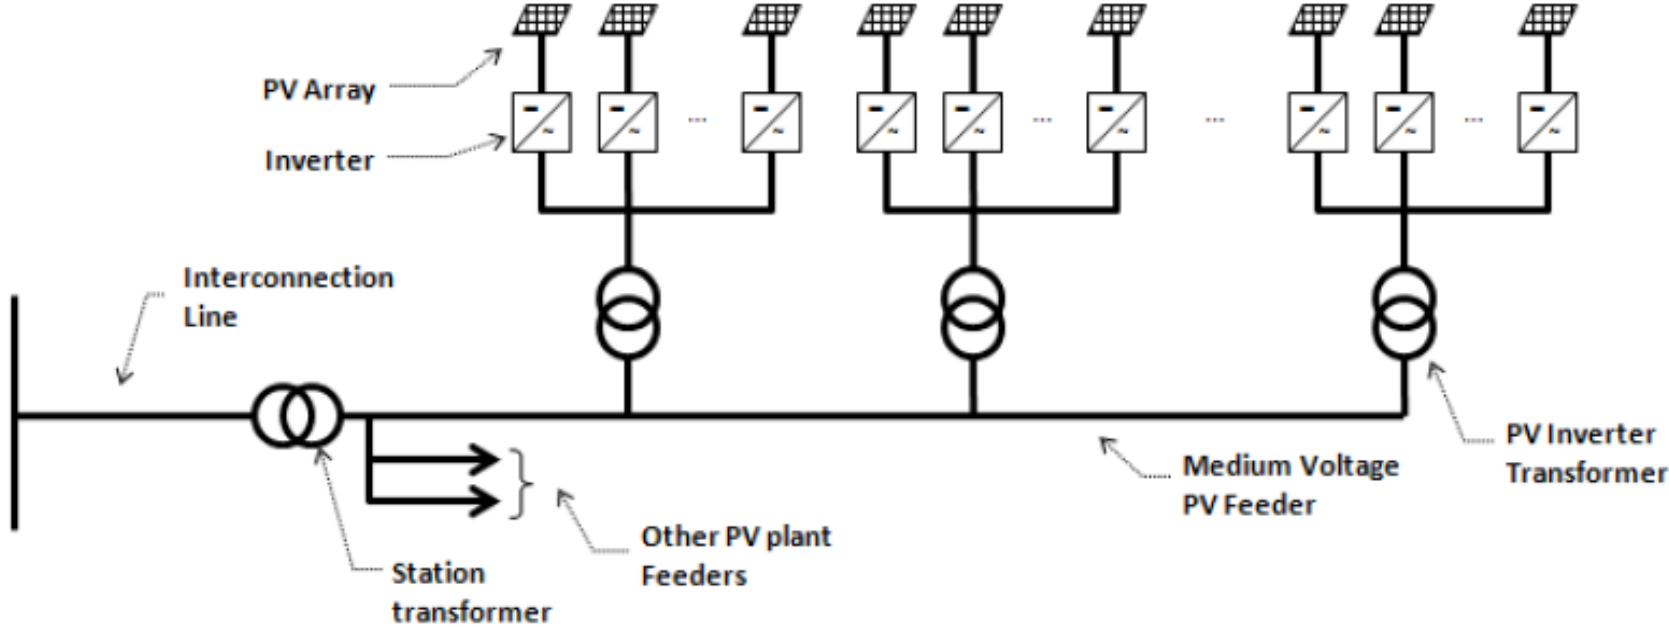 PV Array
Inverter
...
...
...
...
Interconnection
Line
PV Inverter
Transformer
Medium Voltage
PV Feeder
Other PV plant
Feeders
Station
transformer